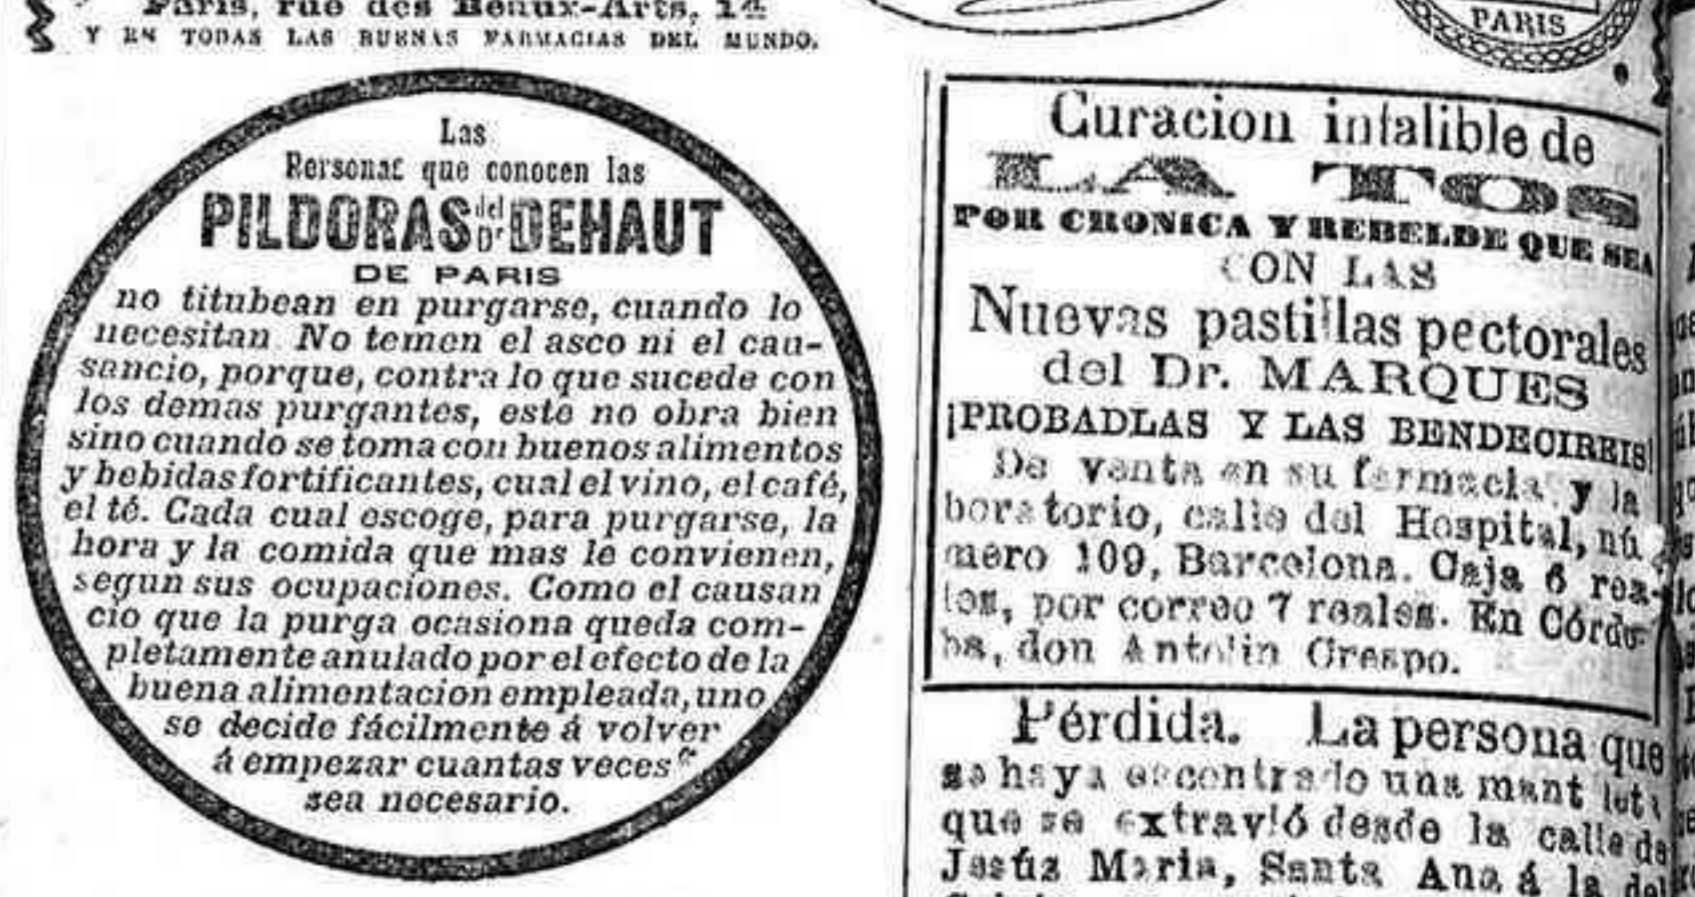 Paris, rue des Beaux-Arts, 14
Y EN TODAS LAS BUENAS FARMACIAS DEL MUNDO.
Las
Personas que conocen las
PILDORAS del Dr DEHAUT
DE PARIS
no titubean en purgarse, cuando lo
necesitan. No temen el asco ni el cau-
sancio, porque, contra lo que sucede con
los demas purgantes, este no obra bien
sino cuando se toma con buenos alimentos
y bebidas fortificantes, cual el vino, el café,
el té. Cada cual escoge, para purgarse, la
hora y la comida que mas le convienen,
segun sus ocupaciones. Como el causan
cio que la purga ocasiona queda com-
pletamente anulado por el efecto de la
buena alimentacion empleada, uno
se decide fácilmente á volver
á empezar cuantas veces
sea necesario.
PARIS
Curacion infalible de
LA TOS
POR CRONICA Y REBELDE QUE SEA
CON LAS
Nuevas pastillas pectorales
del Dr. MARQUES
¡PROBADLAS Y LAS BENDECIREIS!
De venta en su farmacia y la
boratorio, calle del Hospital, nú
mero 109, Barcelona. Caja 6 rea-
les, por correo 7 reales. En Córdo-
ba, don Antolin Crespo.
Pérdida. La persona que
se haya encontrado una mant leta
que se extravió desde la calle de
Jesús Maria, Santa Ana á la del